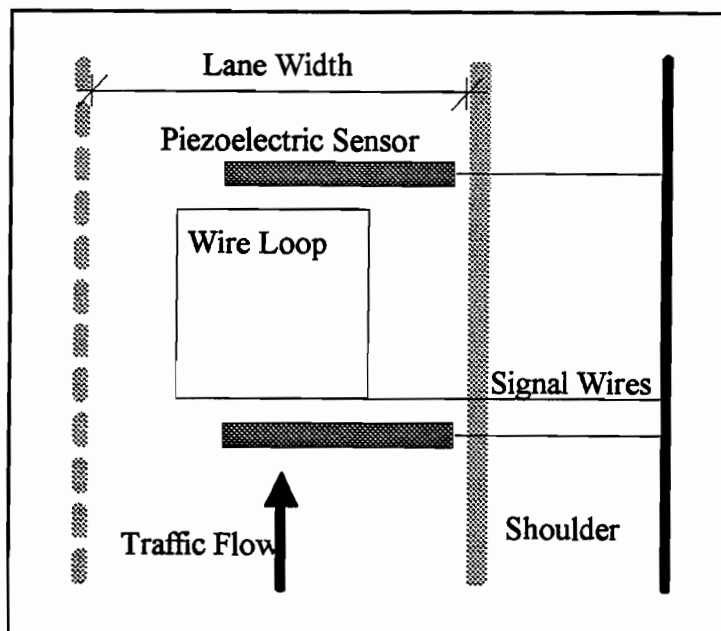 Lane Width
Piezoelectric Sensor
Wire Loop
Signal Wires
Traffic Flow
Shoulder